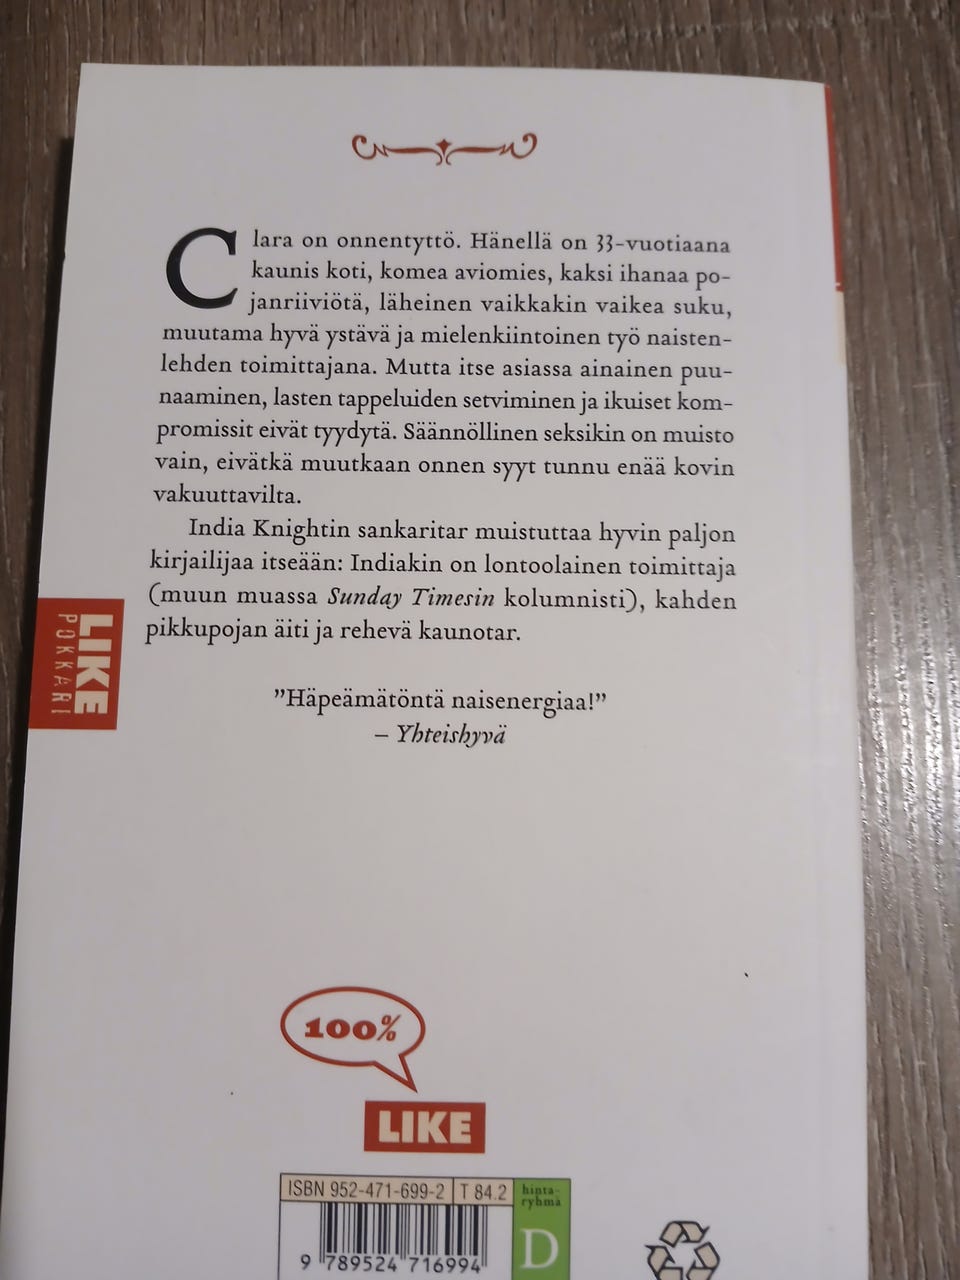 Clara on onnentyttö. Hänellä on 33-vuotiaana
kaunis koti, komea aviomies, kaksi ihanaa po-
janriiviötä, läheinen vaikkakin vaikea suku,
muutama hyvä ystävä ja mielenkiintoinen työ naisten-
lehden toimittajana. Mutta itse asiassa ainainen puu-
naaminen, lasten tappeluiden setviminen ja ikuiset kom-
promissit eivät tyydytä. Säännöllinen seksikin on muisto
vain, eivätkä muutkaan onnen syyt tunnu enää kovin
vakuuttavilta.
India Knightin sankaritar muistuttaa hyvin paljon
kirjailijaa itseään: Indiakin on lontoolainen toimittaja
(muun muassa Sunday Timesin kolumnisti), kahden
pikkupojan äiti ja rehevä kaunotar.
LIKE
POKKARI
”Häpeämätöntä naisenergiaa!”
– Yhteishyvä
100%
LIKE
ISBN 952-471-699-2 T 84.2
hinta-
ryhmä
D
9 789524 716994